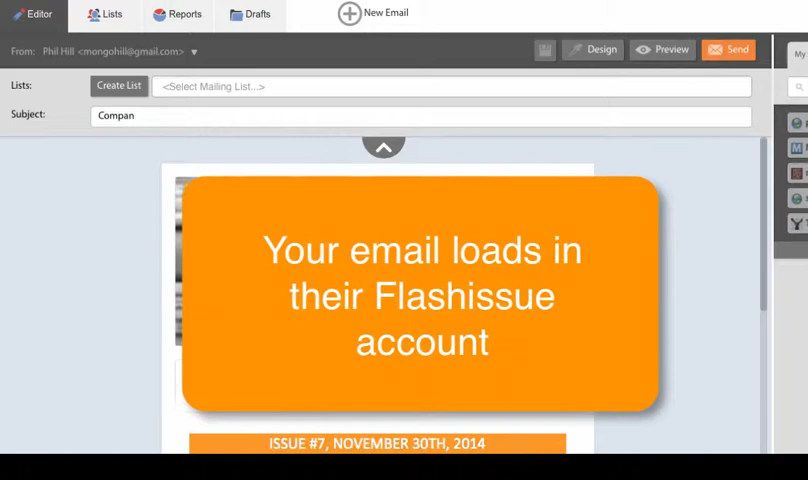 Editor Lists Reports Drafts New Email
From: Phil Hill <mongohill@gmail.com> Design Preview Send
My
Lists: Create List <Select Mailing List...>
Subject: Compan
Your email loads in
their Flashissue
account
ISSUE #7, NOVEMBER 30TH, 2014